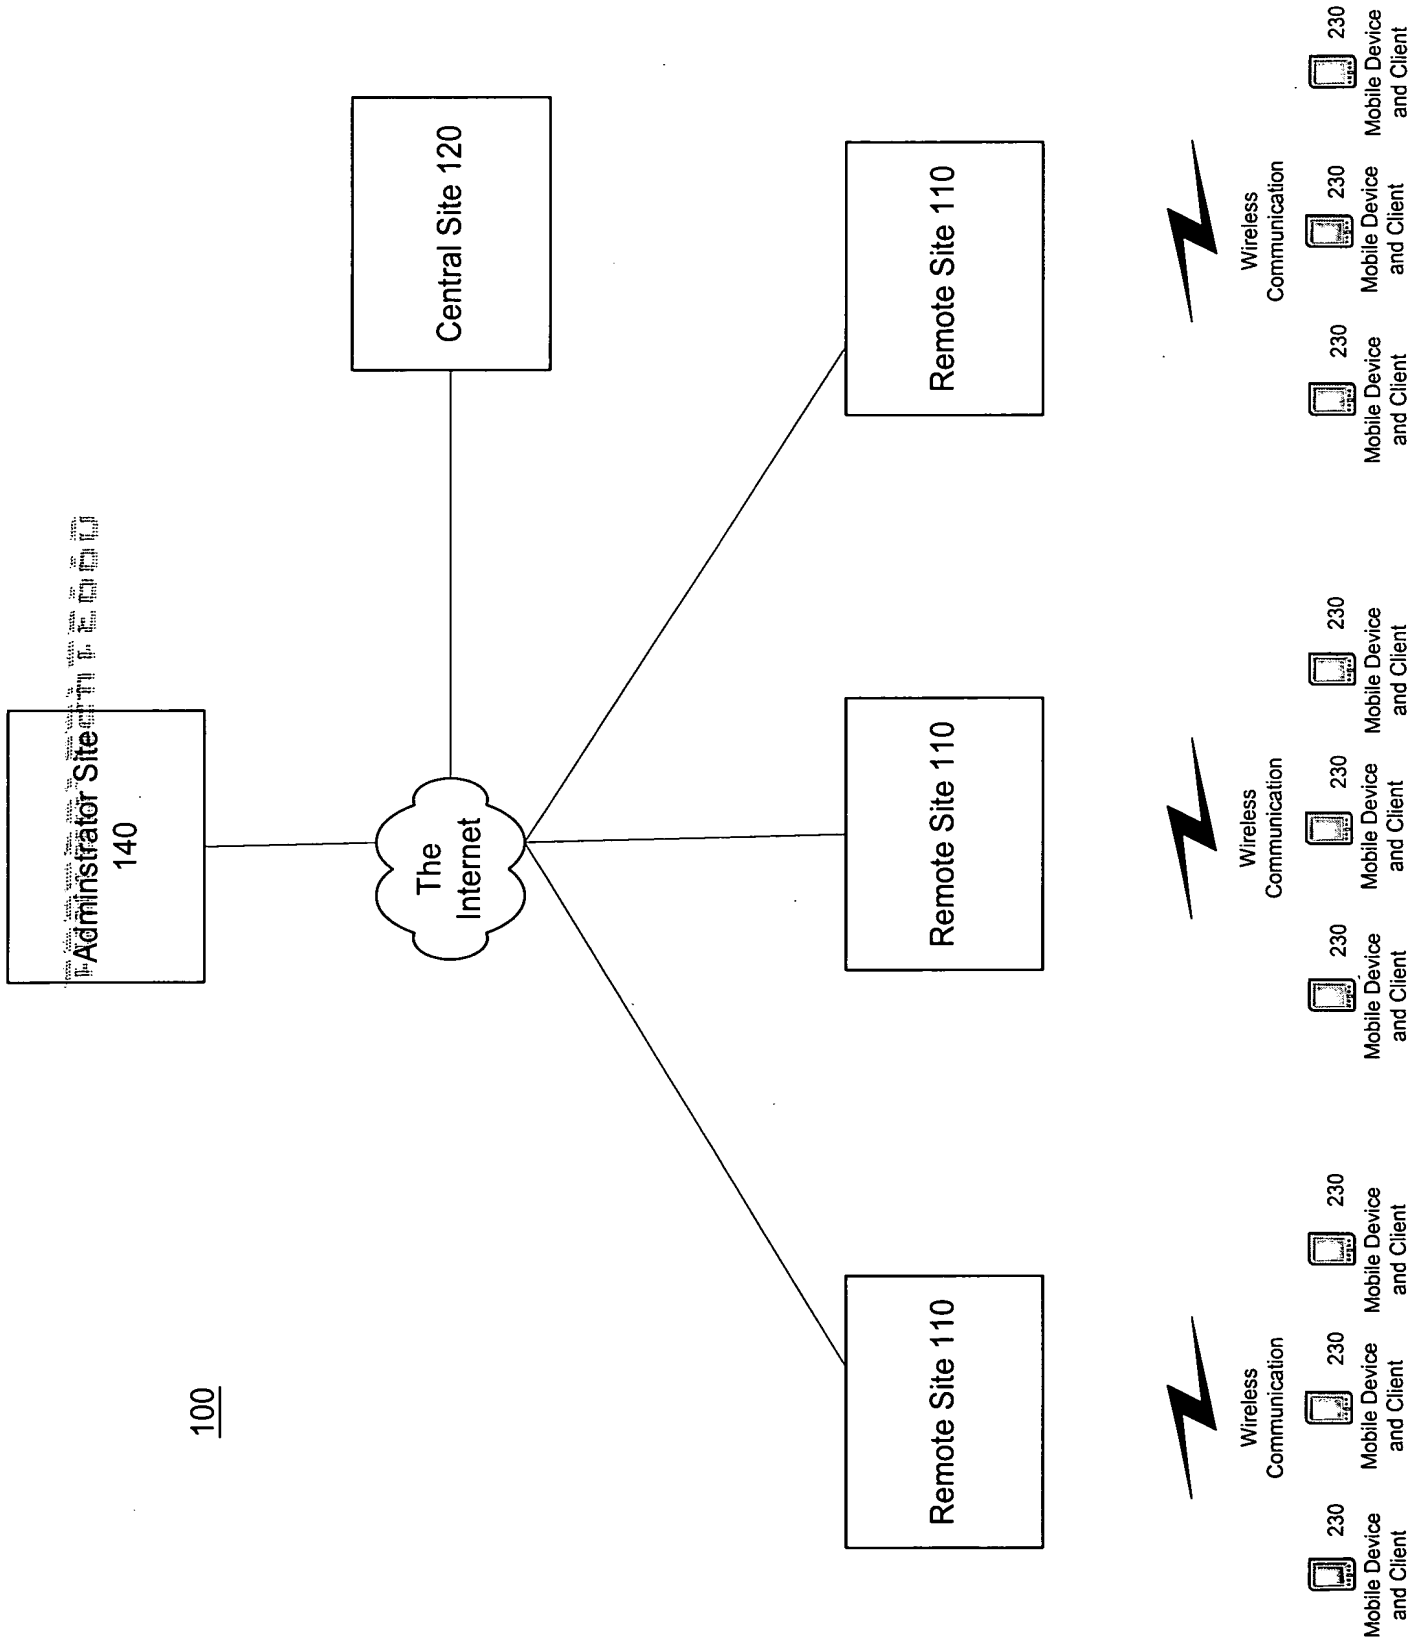 Adminstrator Site
140
100
The
Internet
Central Site 120
Remote Site 110
Remote Site 110
Remote Site 110
Wireless
Communication
Wireless
Communication
Wireless
Communication
230
Mobile Device
and Client
230
Mobile Device
and Client
230
Mobile Device
and Client
230
Mobile Device
and Client
230
Mobile Device
and Client
230
Mobile Device
and Client
230
Mobile Device
and Client
230
Mobile Device
and Client
230
Mobile Device
and Client